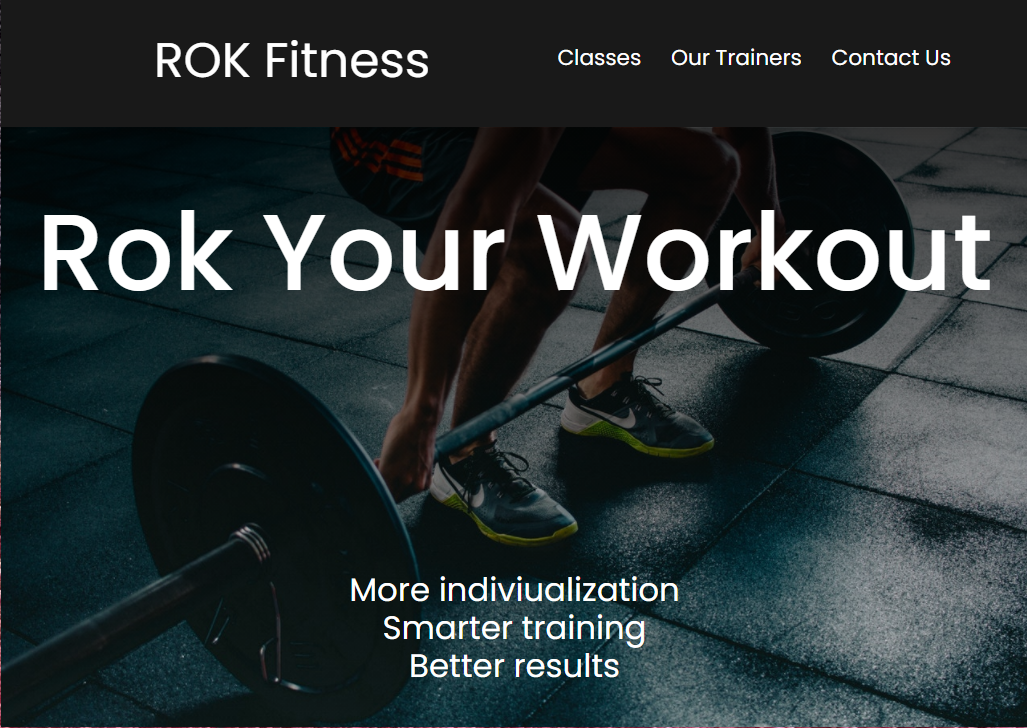 ROK Fitness
Classes Our Trainers Contact Us
Rok Your Workout
More indiviualization
Smarter training
Better results